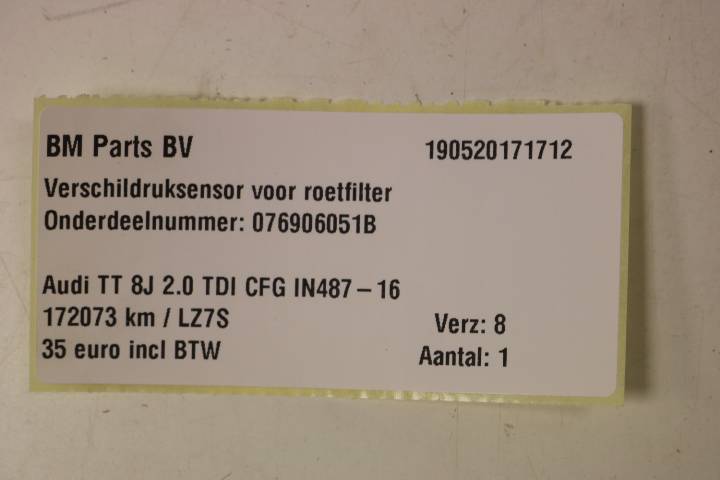 BM Parts BV 190520171712
Verschildruksensor voor roetfilter
Onderdeelnummer: 076906051B
Audi TT 8J 2.0 TDI CFG IN487 – 16
172073 km / LZ7S Verz: 8
35 euro incl BTW Aantal: 1